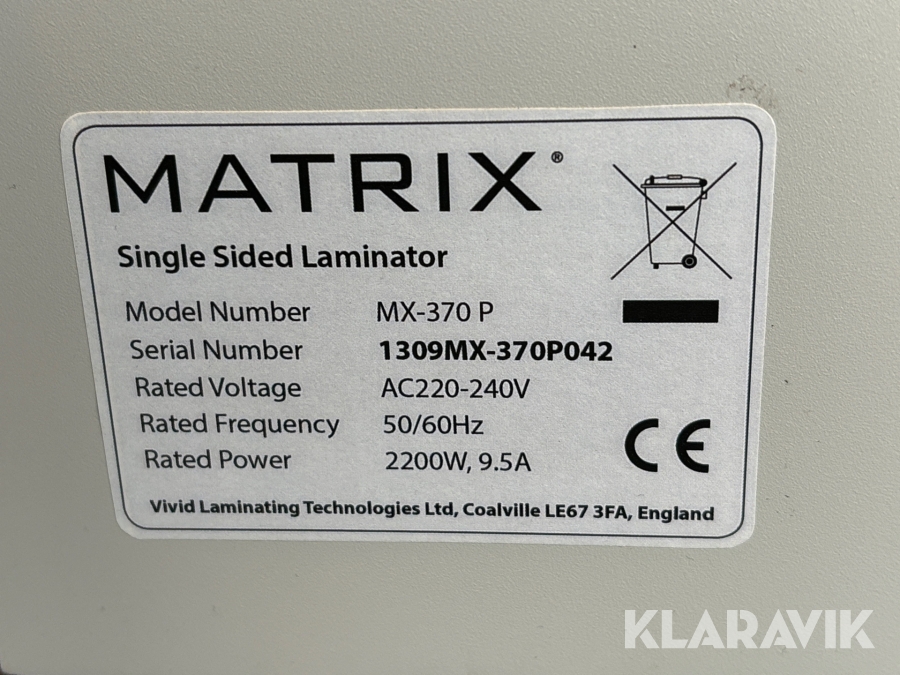 MATRIX®
Single Sided Laminator
Model Number MX-370 P
Serial Number 1309MX-370P042
Rated Voltage AC220-240V
Rated Frequency 50/60Hz
Rated Power 2200W, 9.5A
CE
Vivid Laminating Technologies Ltd, Coalville LE67 3FA, England
KLARAVIK